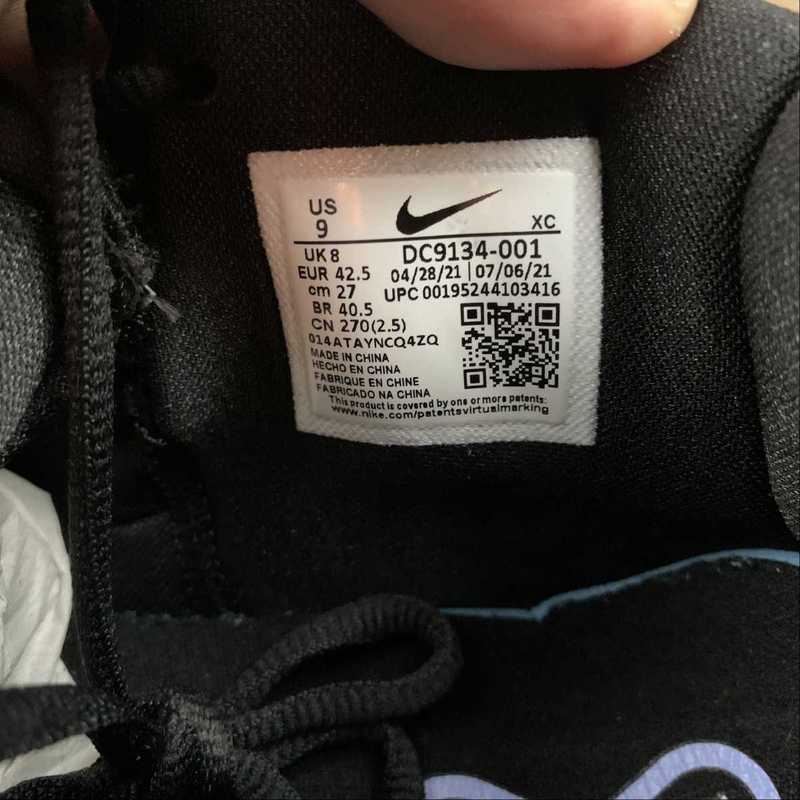 US
9
XC
UK 8
DC9134-001
EUR 42.5
04/28/21 | 07/06/21
cm 27
UPC 00195244103416
BR 40.5
CN 270(2.5)
014ATAYNCQ4ZQ
MADE IN CHINA
HECHO EN CHINA
FABRIQUE EN CHINE
FABRICADO NA CHINA
This product is covered by one or more patents:
www.nike.com/patentsvirtualmarking